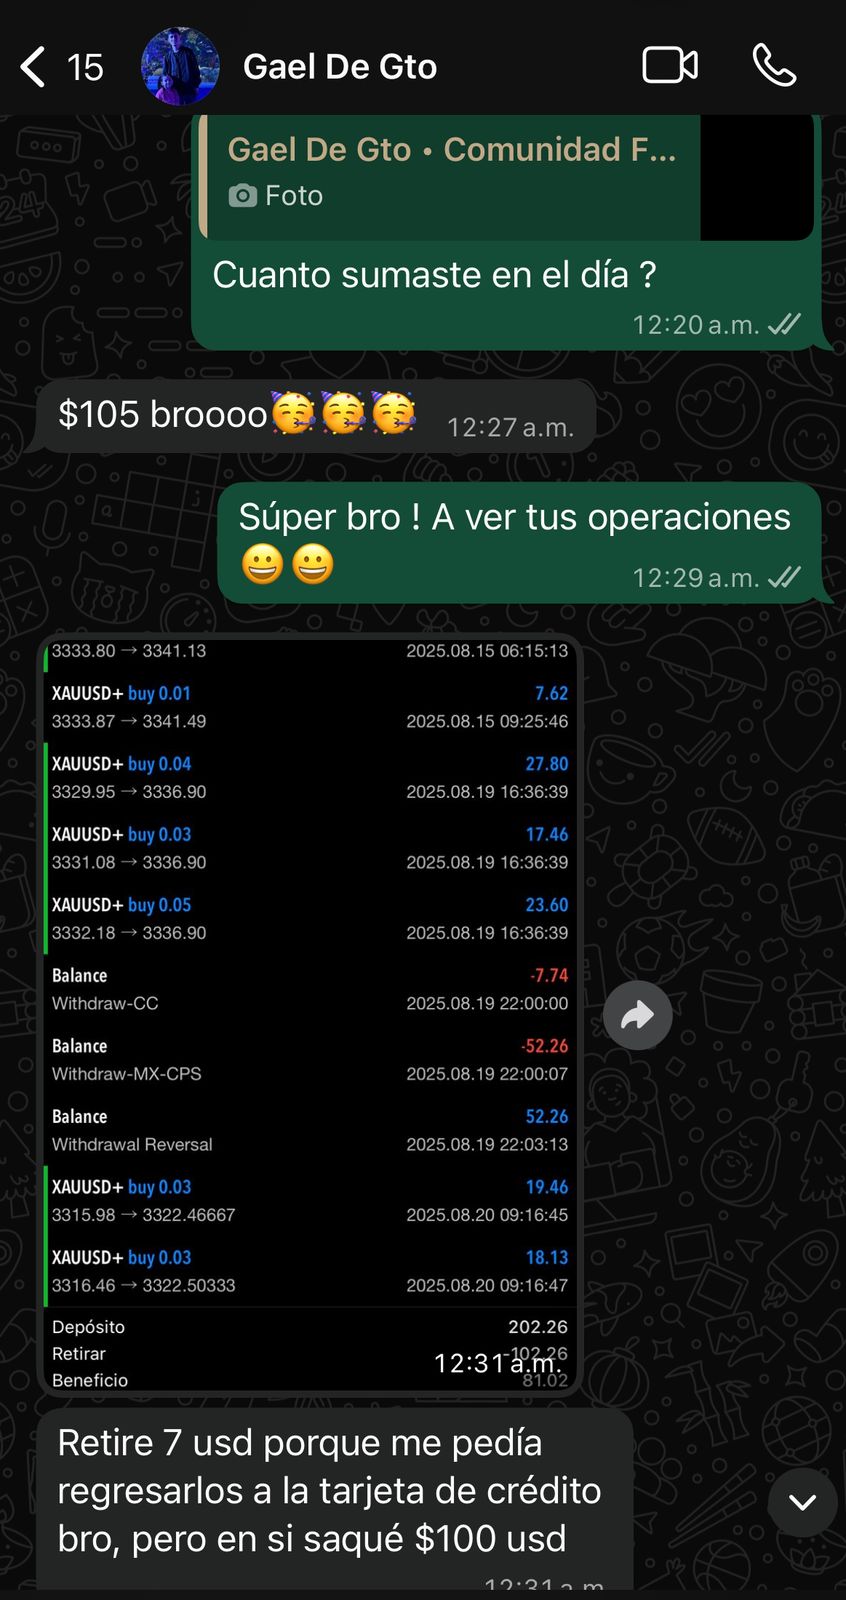 15
Gael De Gto
Gael De Gto • Comunidad F...
Foto
Cuanto sumaste en el día ?
12:20 a.m.
$105 broooo🥳🥳🥳
12:27 a.m.
Súper bro ! A ver tus operaciones
😀😀
12:29 a.m.
3333.80 → 3341.13 2025.08.15 06:15:13
XAUUSD+ buy 0.01 7.62
3333.87 → 3341.49 2025.08.15 09:25:46
XAUUSD+ buy 0.04 27.80
3329.95 → 3336.90 2025.08.19 16:36:39
XAUUSD+ buy 0.03 17.46
3331.08 → 3336.90 2025.08.19 16:36:39
XAUUSD+ buy 0.05 23.60
3332.18 → 3336.90 2025.08.19 16:36:39
Balance -7.74
Withdraw-CC 2025.08.19 22:00:00
Balance -52.26
Withdraw-MX-CPS 2025.08.19 22:00:07
Balance 52.26
Withdrawal Reversal 2025.08.19 22:03:13
XAUUSD+ buy 0.03 19.46
3315.98 → 3322.46667 2025.08.20 09:16:45
XAUUSD+ buy 0.03 18.13
3316.46 → 3322.50333 2025.08.20 09:16:47
Depósito 202.26
Retirar -102.26
12:31 a.m.
Beneficio 81.02
Retire 7 usd porque me pedía
regresarlos a la tarjeta de crédito
bro, pero en si saqué $100 usd
12:31 a.m.